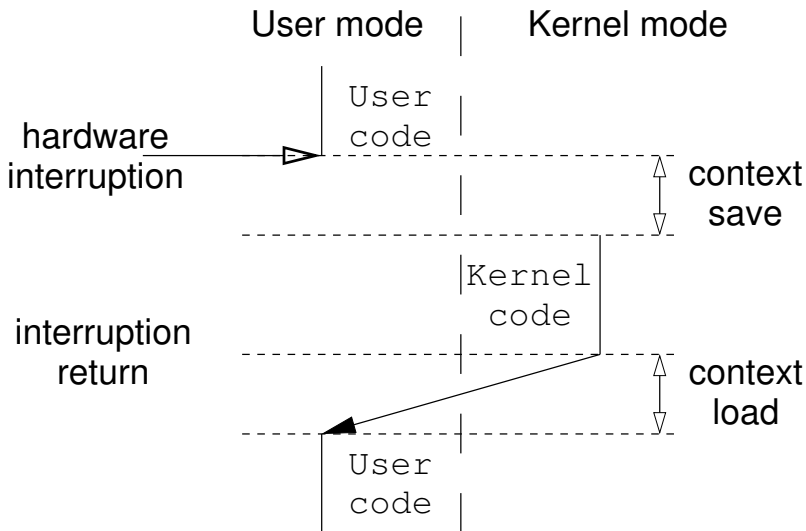 User mode
Kernel mode
User
code
hardware
interruption
context
save
Kernel
code
interruption
return
context
load
User
code